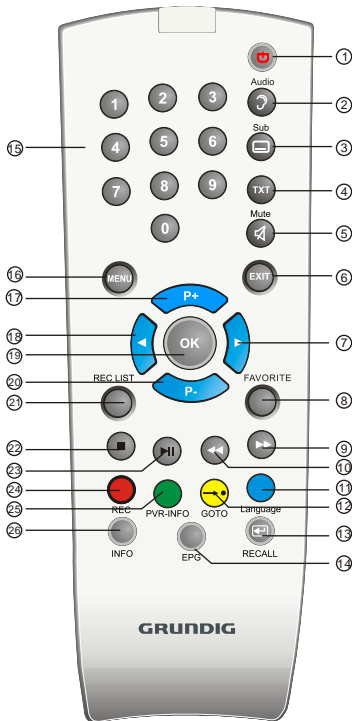 1
Audio
1 2 3
2
Sub
15
4 5 6
3
7 8 9
TXT
4
Mute
0
5
16
MENU
EXIT
6
17
P+
18
OK
7
19
20
P-
REC LIST
FAVORITE
21
8
22
9
23
10
24
11
25
REC
PVR-INFO
GOTO
Language
12
26
13
INFO
EPG
RECALL
14
GRUNDIG